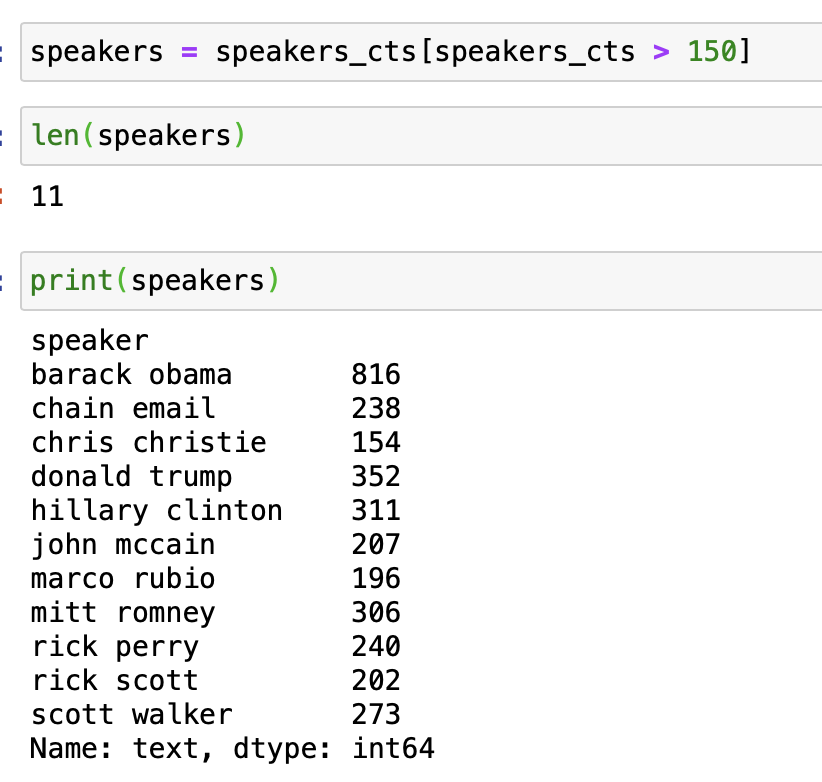 : speakers = speakers_cts[speakers_cts > 150]
: len(speakers)
: 11
: print(speakers)
speaker
barack obama       816
chain email        238
chris christie     154
donald trump       352
hillary clinton    311
john mccain        207
marco rubio        196
mitt romney        306
rick perry         240
rick scott         202
scott walker       273
Name: text, dtype: int64